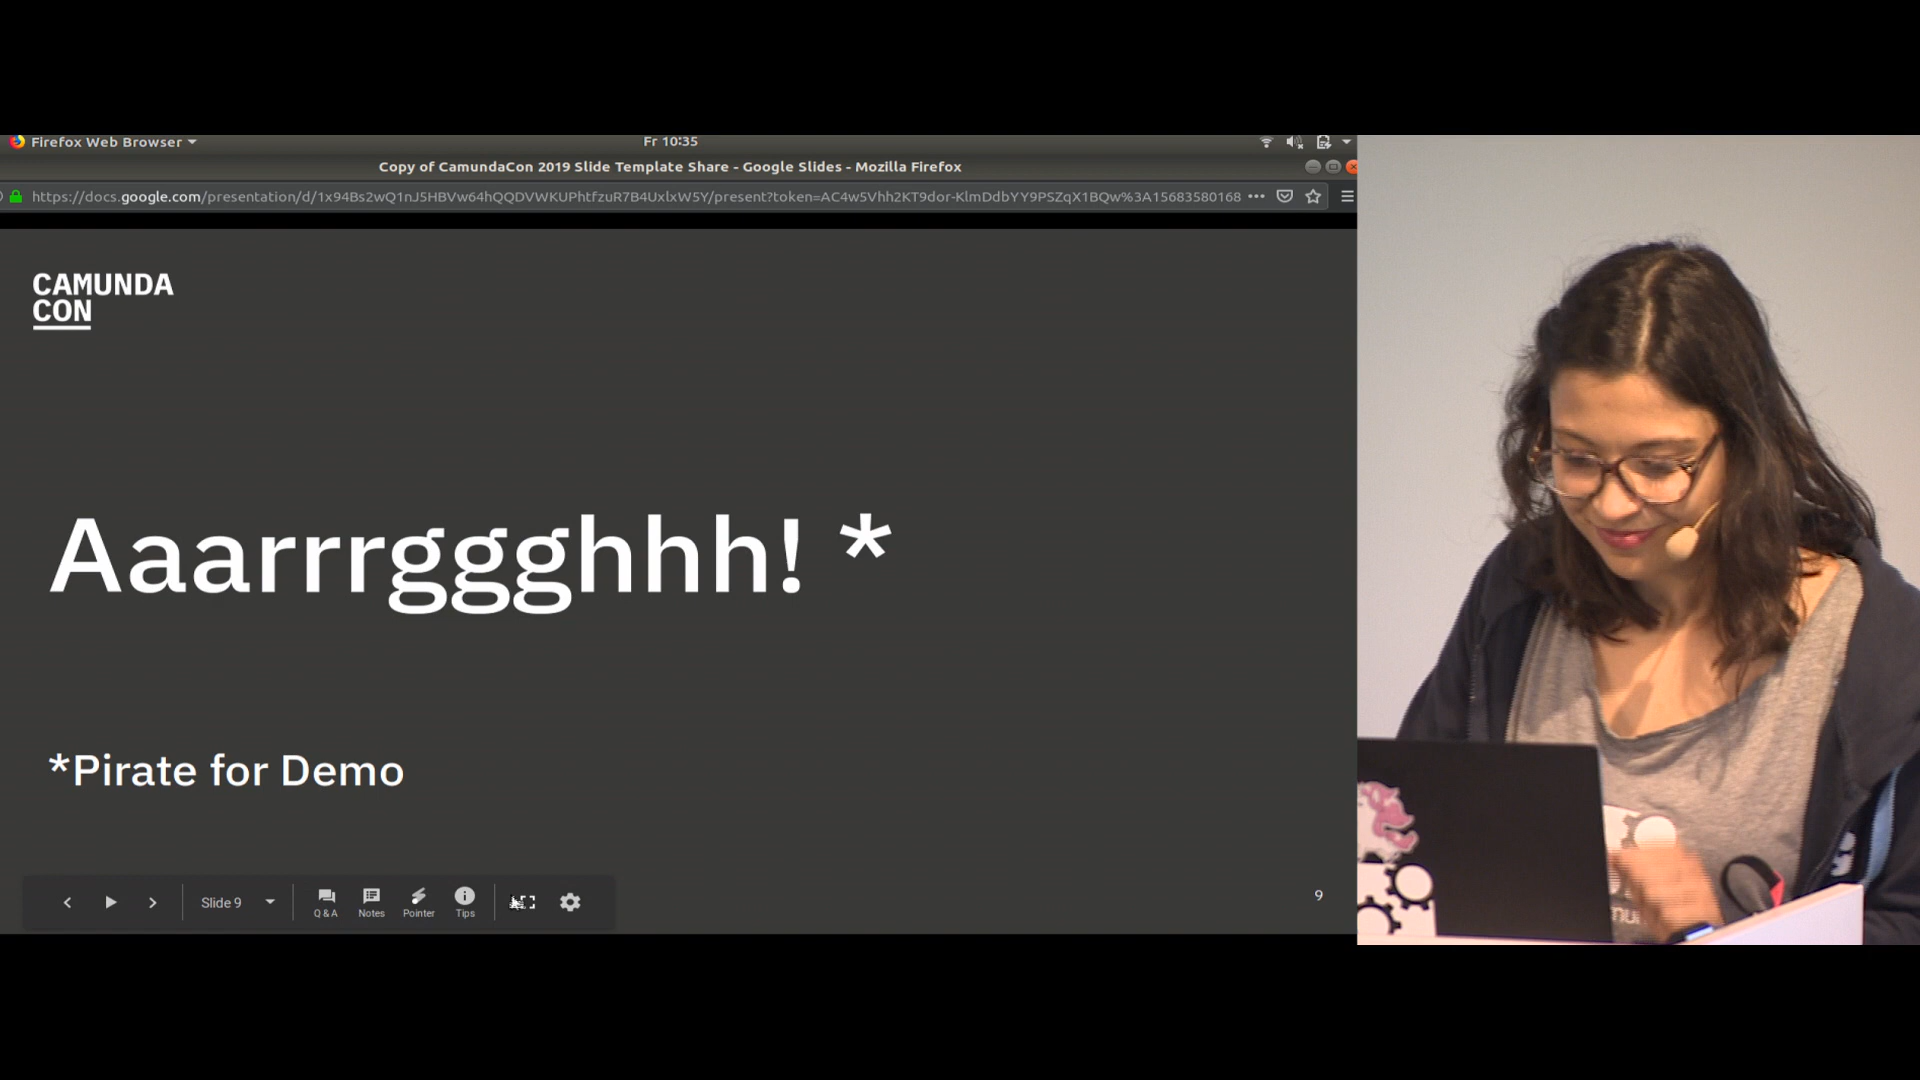 Firefox Web Browser
Fr 10:35
Copy of CamundaCon 2019 Slide Template Share - Google Slides - Mozilla Firefox
https://docs.google.com/presentation/d/1x94Bs2wQ1nJ5HBVw64hQQDVWKUPhtfzuR7B4UxlxW5Y/present?token=AC4w5Vhh2KT9dor-KlmDdbYY9PSZqX1BQw%3A15683580168
CAMUNDA
CON
Aaarrrggghhh! *
*Pirate for Demo
Slide 9
Q & A
Notes
Pointer
Tips
9